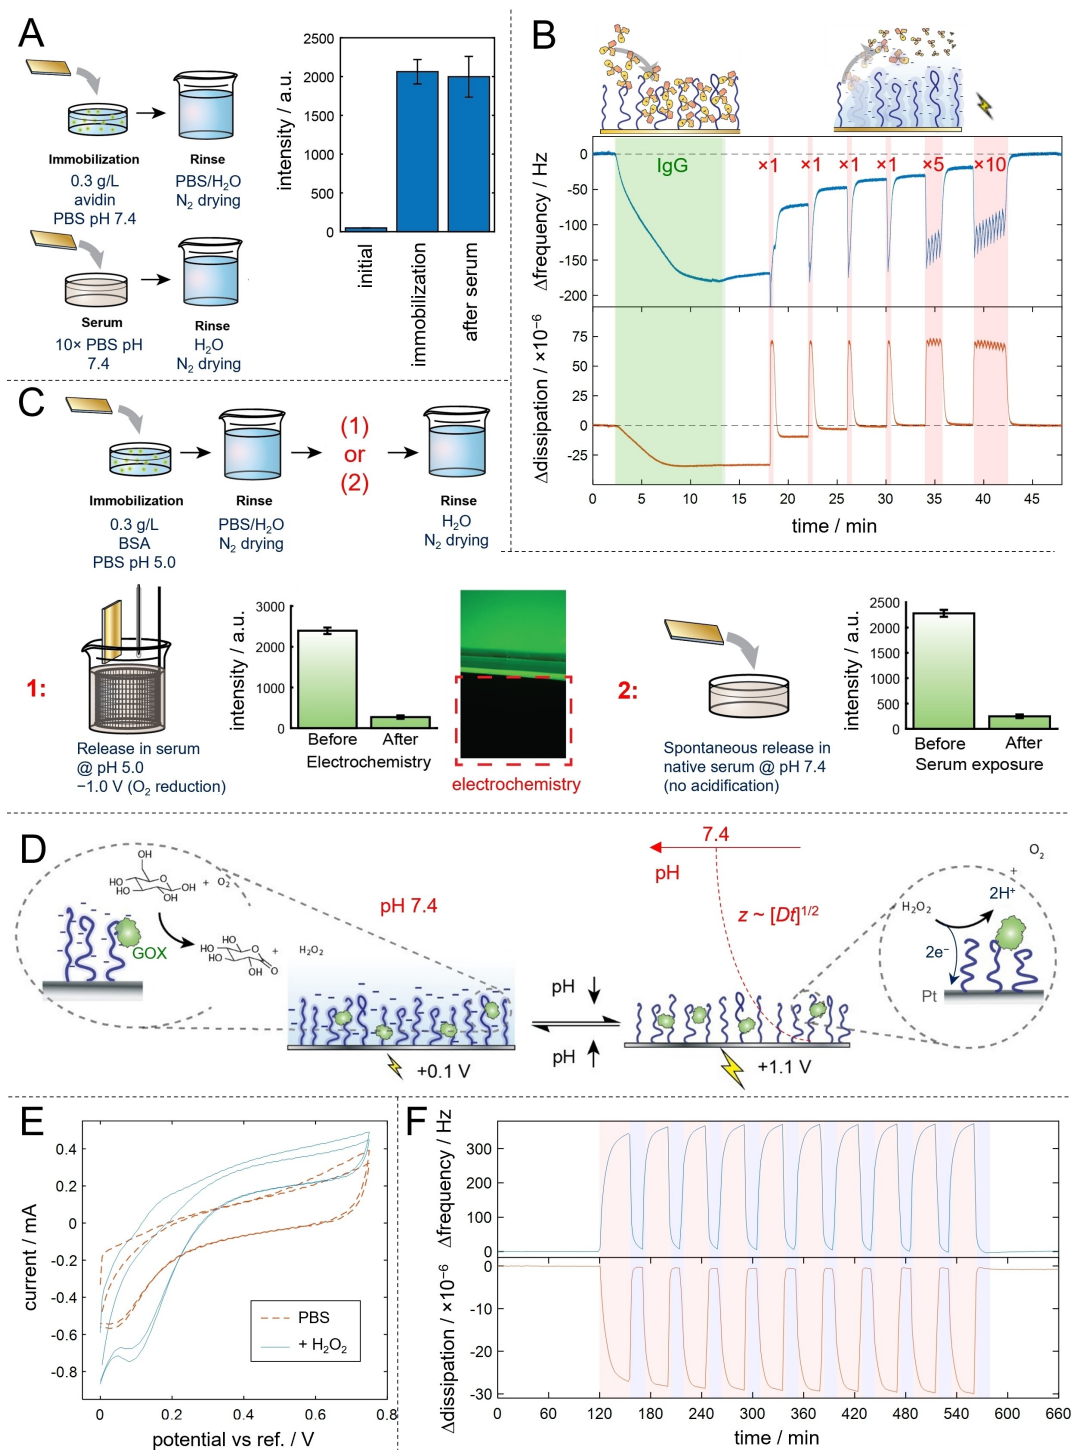 A
Immobilization
0.3 g/L
avidin
PBS pH 7.4
Rinse
PBS/H2O
N2 drying
Serum
10× PBS pH
7.4
Rinse
H2O
N2 drying
intensity / a.u.
2500
2000
1500
1000
500
0
initial
immobilization
after serum
B
IgG
×1
×1
×1
×1
×5
×10
Δfrequency / Hz
0
-50
-100
-150
-200
Δdissipation / ×10⁻⁶
75
50
25
0
-25
0
5
10
15
20
25
30
35
40
45
time / min
C
Immobilization
0.3 g/L
BSA
PBS pH 5.0
Rinse
PBS/H2O
N2 drying
(1)
or
(2)
Rinse
H2O
N2 drying
1:
Release in serum
@ pH 5.0
−1.0 V (O2 reduction)
intensity / a.u.
3000
2000
1000
0
Before
After
Electrochemistry
electrochemistry
2:
Spontaneous release in
native serum @ pH 7.4
(no acidification)
intensity / a.u.
2500
2000
1500
1000
500
0
Before
After
Serum exposure
D
OH
HO
HO
OH
OH
O
+ O2
GOX
HO
HO
OH
OH
O
O
+
H2O2
pH 7.4
+0.1 V
pH
pH
7.4
pH
z ~ [Dt]1/2
+1.1 V
O2
+
2H+
H2O2
2e−
Pt
E
current / mA
0.4
0.2
0
-0.2
-0.4
-0.6
-0.8
PBS
+ H2O2
0
0.2
0.4
0.6
0.8
potential vs ref. / V
F
Δfrequency / Hz
300
200
100
0
Δdissipation / ×10⁻⁶
0
-10
-20
-30
0
60
120
180
240
300
360
420
480
540
600
660
time / min